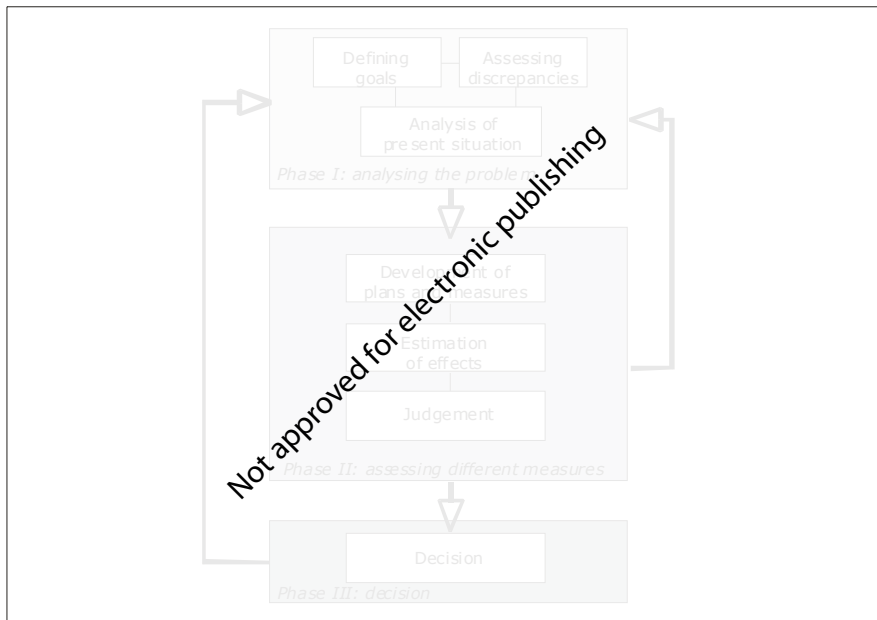 Defining
goals
Assessing
discrepancies
Analysis of
present situation
Phase I: analysing the problem
Not approved for electronic publishing
Development of
plans and measures
Estimation
of effects
Judgement
Phase II: assessing different measures
Decision
Phase III: decision